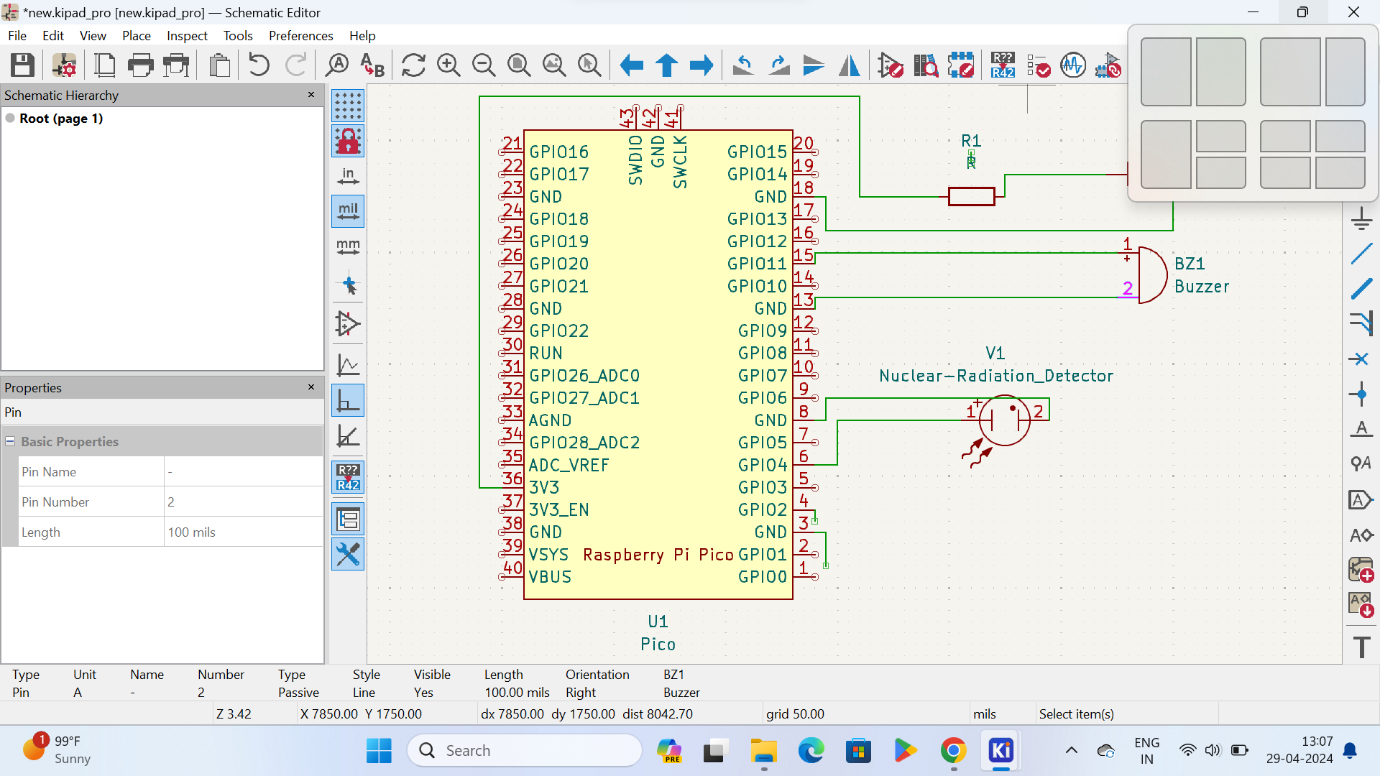 *new.kipad_pro [new.kipad_pro] — Schematic Editor
File Edit View Place Inspect Tools Preferences Help
Schematic Hierarchy
Root (page 1)
in
mil
mm
R??
R42
Properties
Pin
Basic Properties
Pin Name -
Pin Number 2
Length 100 mils
43 42 41
SWDIO GND SWCLK
21 GPIO16 GPIO15 20
22 GPIO17 GPIO14 19
23 GND GND 18
24 GPIO18 GPIO13 17
25 GPIO19 GPIO12 16
26 GPIO20 GPIO11 15
27 GPIO21 GPIO10 14
28 GND GND 13
29 GPIO22 GPIO9 12
30 RUN GPIO8 11
31 GPIO26_ADC0 GPIO7 10
32 GPIO27_ADC1 GPIO6 9
33 AGND GND 8
34 GPIO28_ADC2 GPIO5 7
35 ADC_VREF GPIO4 6
36 3V3 GPIO3 5
37 3V3_EN GPIO2 4
38 GND GND 3
39 VSYS Raspberry Pi Pico GPIO1 2
40 VBUS GPIO0 1
U1
Pico
R1
R
1
+
2
BZ1
Buzzer
V1
Nuclear-Radiation_Detector
1 + 2
R??
R42
Type Unit Name Number Type Style Visible Length Orientation BZ1
Pin A - 2 Passive Line Yes 100.00 mils Right Buzzer
Z 3.42 X 7850.00 Y 1750.00 dx 7850.00 dy 1750.00 dist 8042.70 grid 50.00 mils Select item(s)
1
99°F
Sunny
Search
PRE
Ki
ENG
IN
13:07
29-04-2024